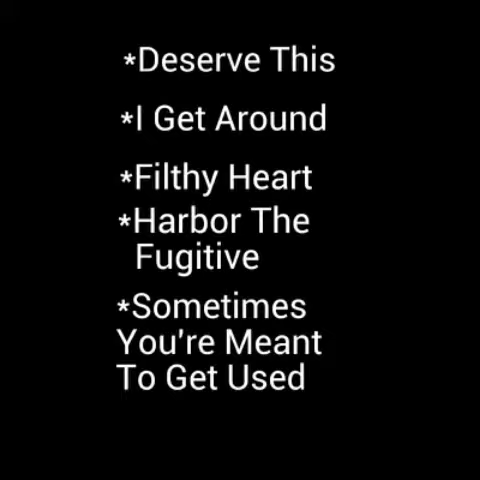 *Deserve This
*I Get Around
*Filthy Heart
*Harbor The
Fugitive
*Sometimes
You're Meant
To Get Used